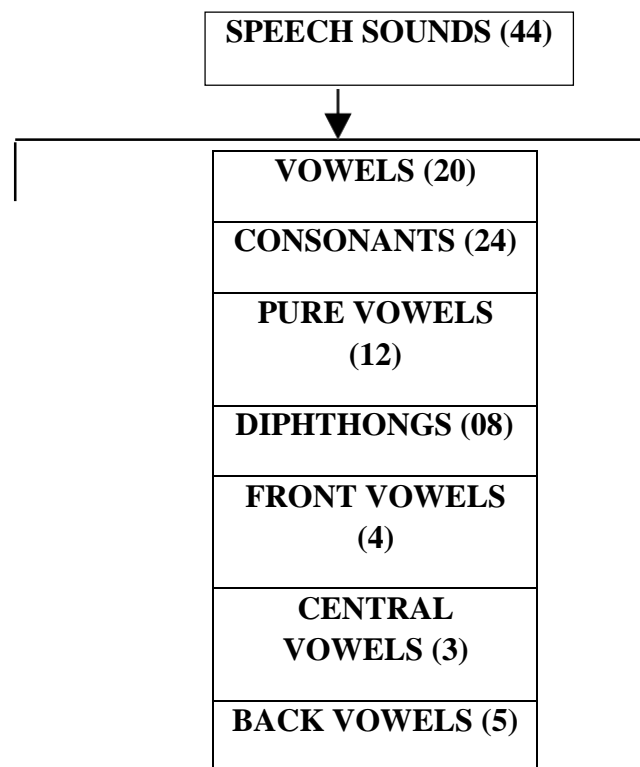 SPEECH SOUNDS (44)
VOWELS (20)
CONSONANTS (24)
PURE VOWELS
(12)
DIPHTHONGS (08)
FRONT VOWELS
(4)
CENTRAL
VOWELS (3)
BACK VOWELS (5)